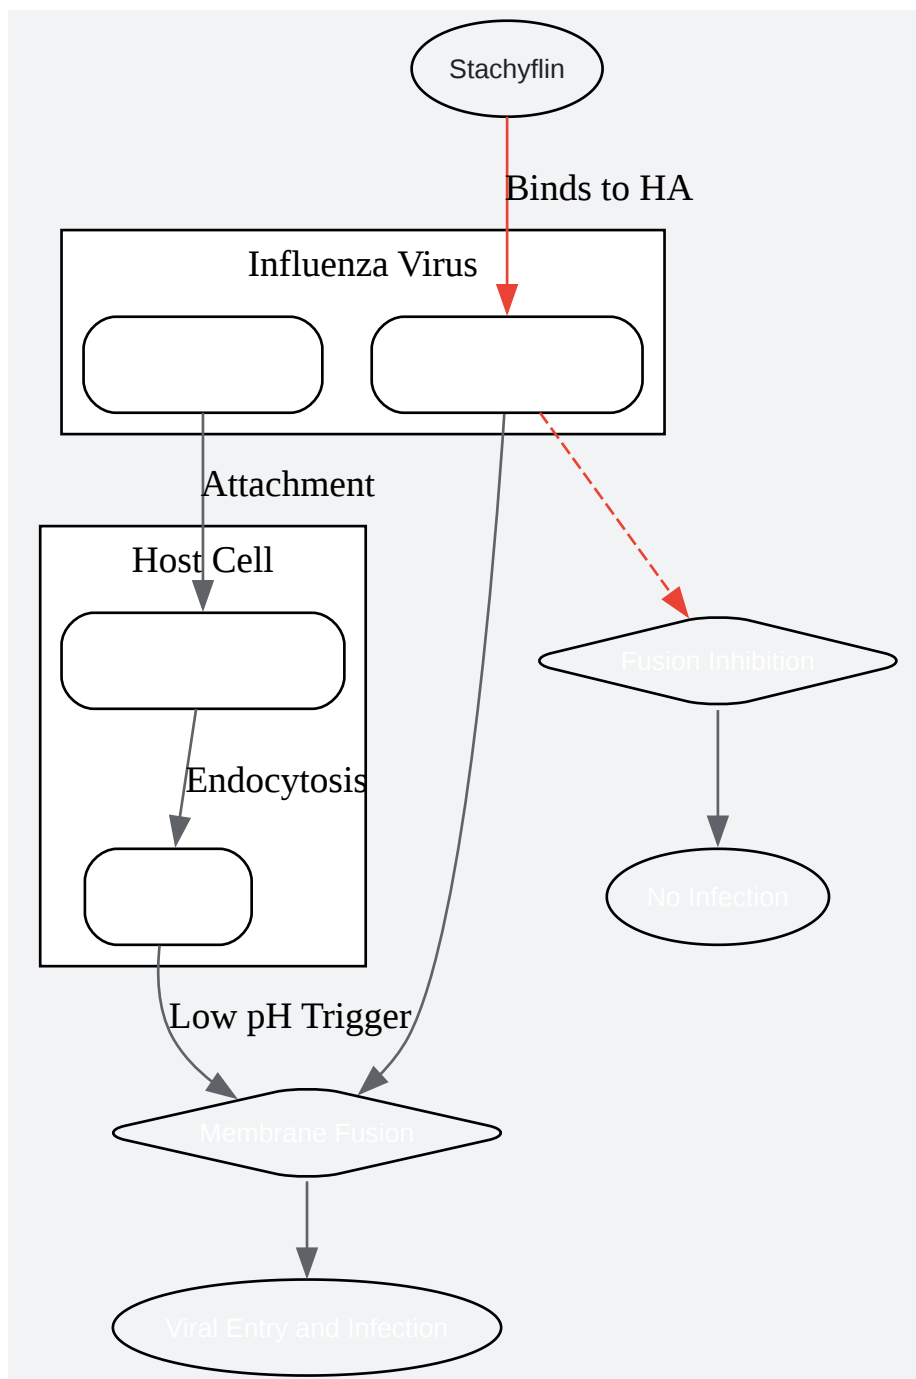 Stachyflin
Binds to HA
Influenza Virus
Attachment
Host Cell
Fusion Inhibition
Endocytosis
No Infection
Low pH Trigger
Membrane Fusion
Viral Entry and Infection